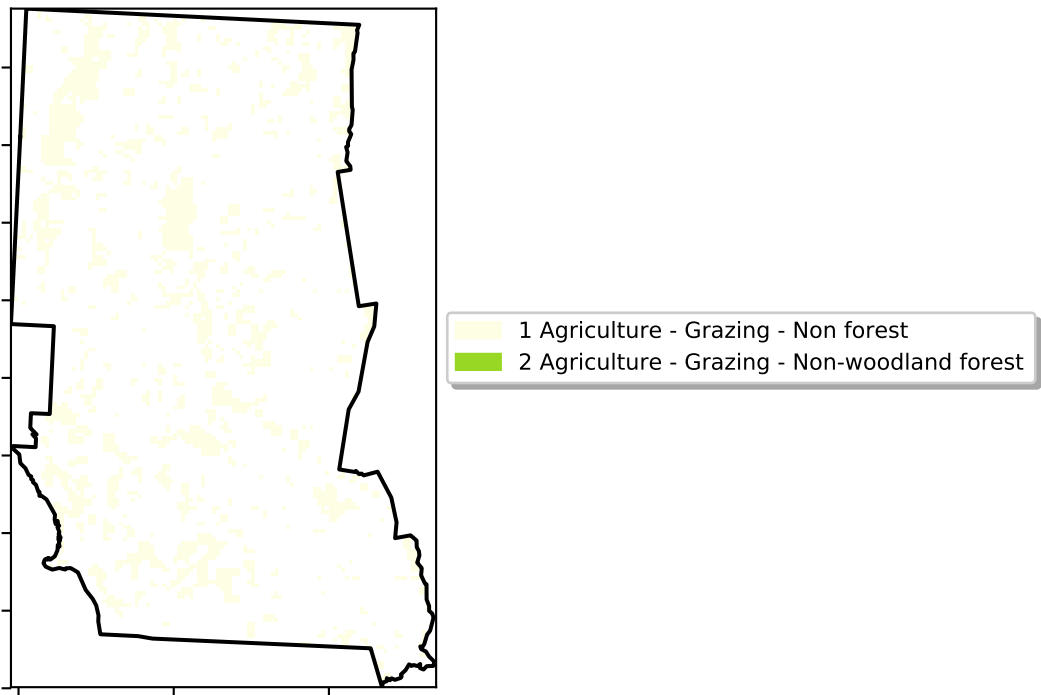 1 Agriculture - Grazing - Non forest
2 Agriculture - Grazing - Non-woodland forest